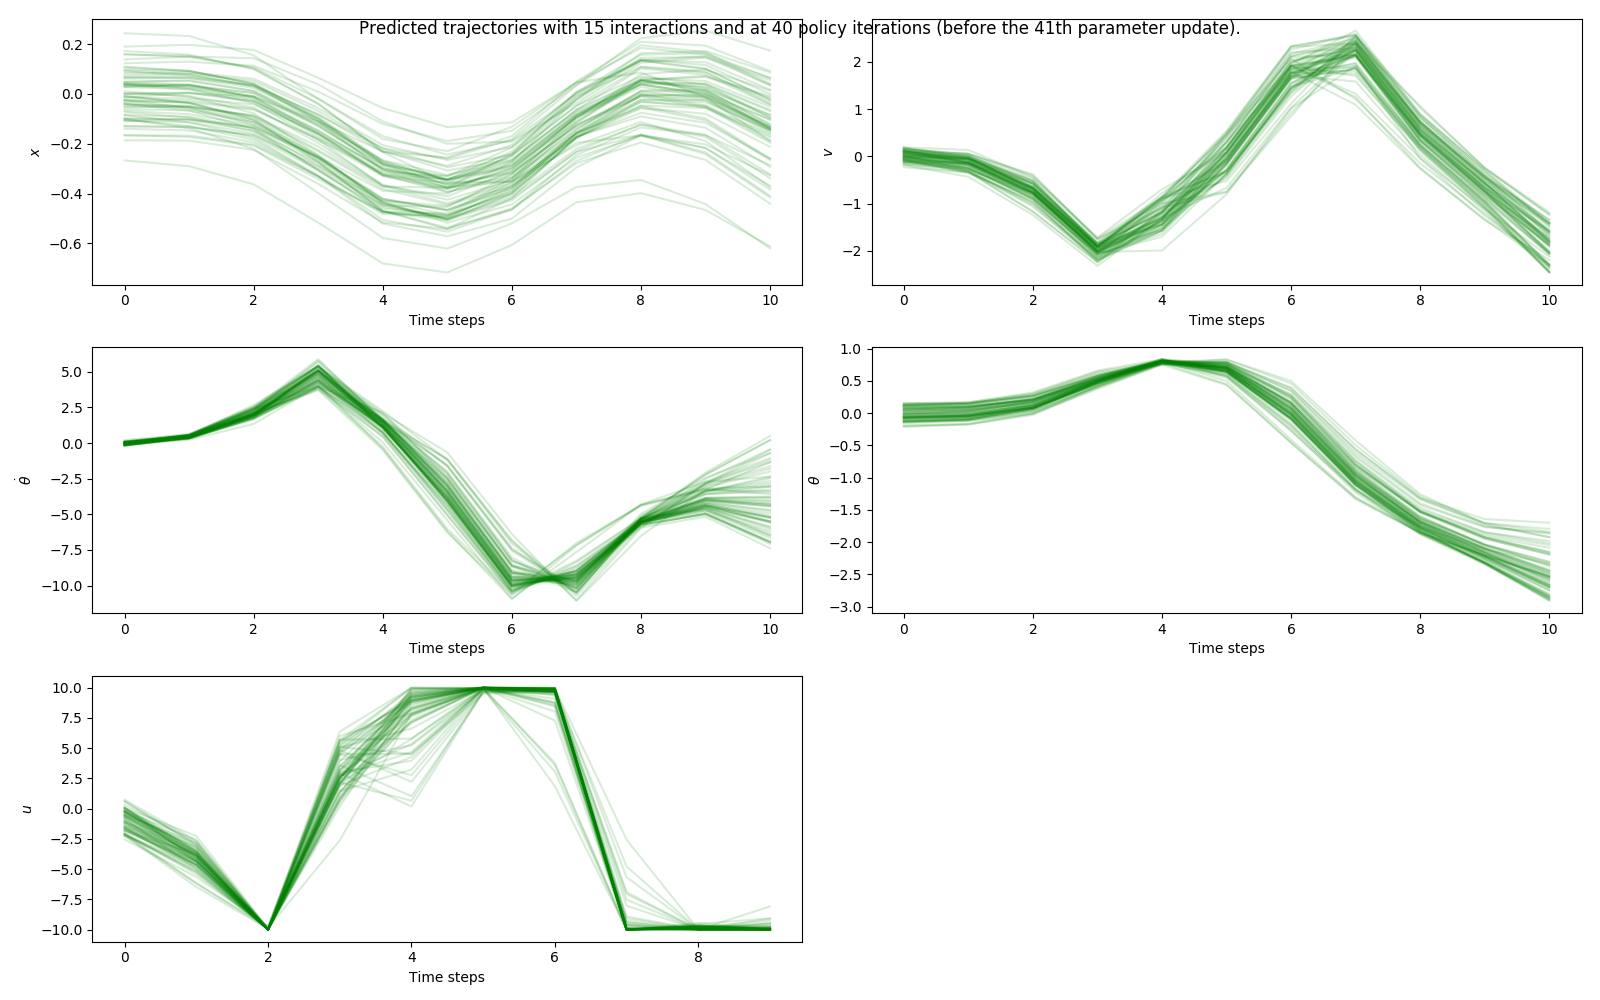 Predicted trajectories with 15 interactions and at 40 policy iterations (before the 41th parameter update).
0.2
0.0
−0.2
−0.4
−0.6
x
0 2 4 6 8 10
Time steps
2
1
0
−1
−2
v
0 2 4 6 8 10
Time steps
5.0
2.5
0.0
−2.5
−5.0
−7.5
−10.0
θ̇
0 2 4 6 8 10
Time steps
1.0
0.5
0.0
−0.5
−1.0
−1.5
−2.0
−2.5
−3.0
θ
0 2 4 6 8 10
Time steps
10.0
7.5
5.0
2.5
0.0
−2.5
−5.0
−7.5
−10.0
u
0 2 4 6 8
Time steps